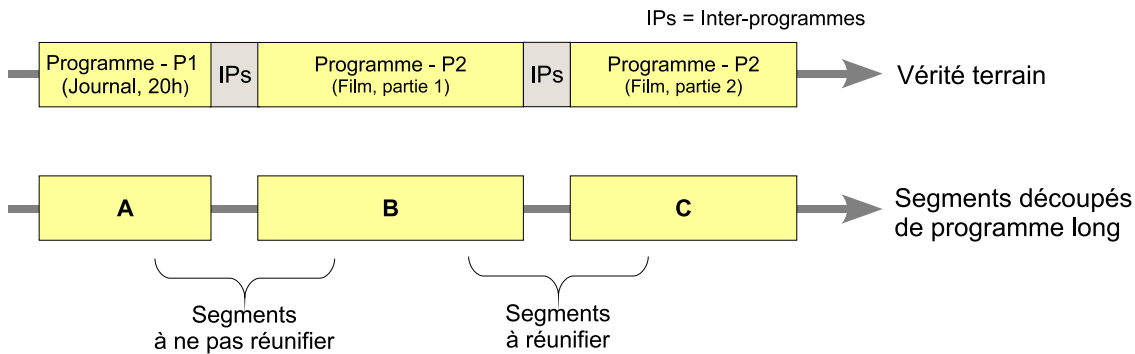 IPs = Inter-programmes
Programme - P1
(Journal, 20h)
IPs
Programme - P2
(Film, partie 1)
IPs
Programme - P2
(Film, partie 2)
Vérité terrain
A
B
C
Segments découpés
de programme long
Segments
à ne pas réunifier
Segments
à réunifier